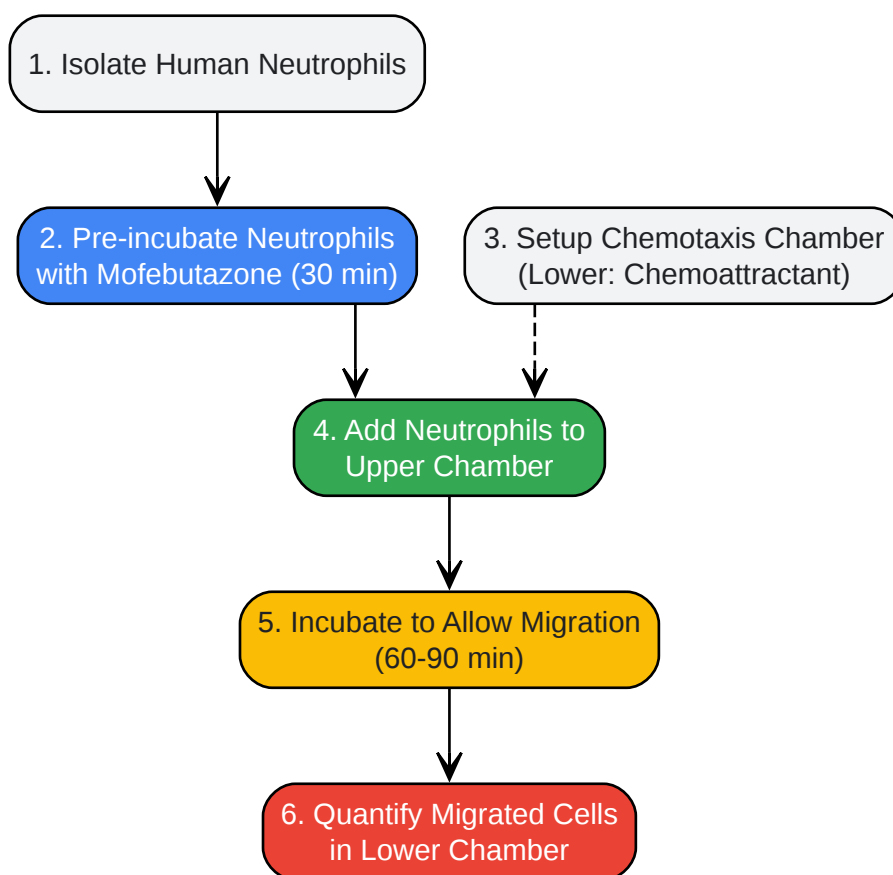 1. Isolate Human Neutrophils
2. Pre-incubate Neutrophils
with Mofebutazone (30 min)
3. Setup Chemotaxis Chamber
(Lower: Chemoattractant)
4. Add Neutrophils to
Upper Chamber
5. Incubate to Allow Migration
(60-90 min)
6. Quantify Migrated Cells
in Lower Chamber